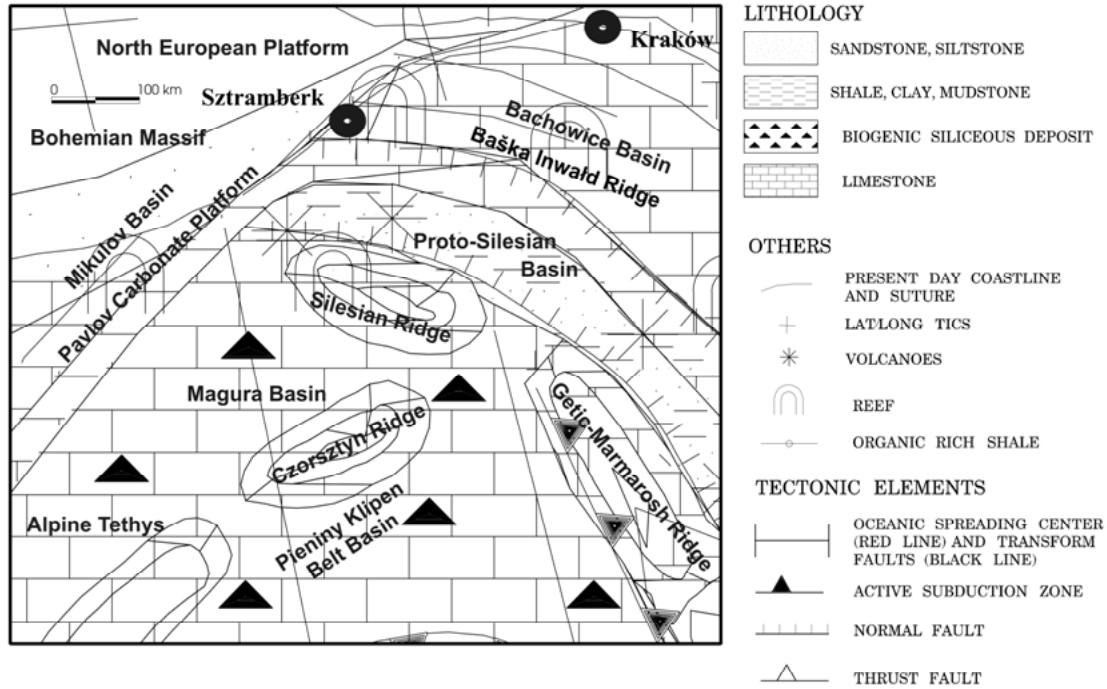 North European Platform
Kraków
0 100 km
Sztramberk
Bohemian Massif
Bachowice Basin
Baška Inwałd Ridge
Mikulov Basin
Pavlov Carbonate Platform
Proto-Silesian
Basin
Silesian Ridge
Magura Basin
Czorsztyn Ridge
Getic-Marmarosh Ridge
Alpine Tethys
Pieniny Klipen
Belt Basin
LITHOLOGY
SANDSTONE, SILTSTONE
SHALE, CLAY, MUDSTONE
BIOGENIC SILICEOUS DEPOSIT
LIMESTONE
OTHERS
PRESENT DAY COASTLINE
AND SUTURE
LAT/LONG TICS
VOLCANOES
REEF
ORGANIC RICH SHALE
TECTONIC ELEMENTS
OCEANIC SPREADING CENTER
(RED LINE) AND TRANSFORM
FAULTS (BLACK LINE)
ACTIVE SUBDUCTION ZONE
NORMAL FAULT
THRUST FAULT